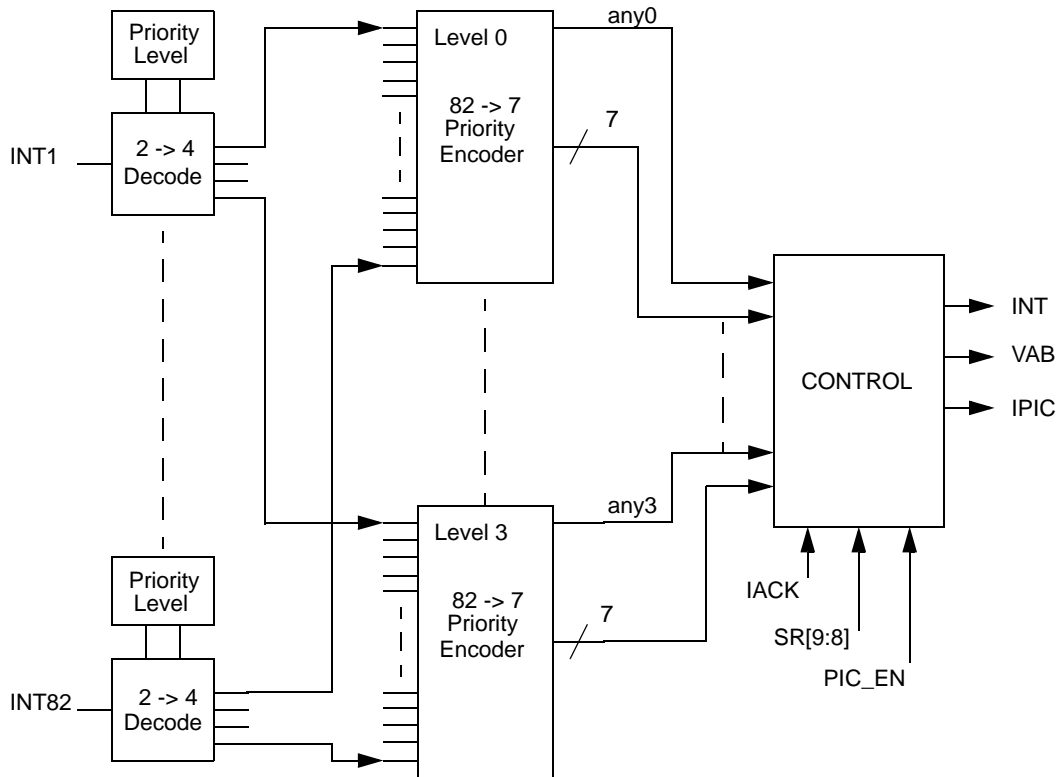 Priority
Level
INT1
2 -> 4
Decode
Level 0
82 -> 7
Priority
Encoder
any0
7
CONTROL
INT
VAB
IPIC
IACK
SR[9:8]
PIC_EN
Priority
Level
INT82
2 -> 4
Decode
Level 3
82 -> 7
Priority
Encoder
any3
7